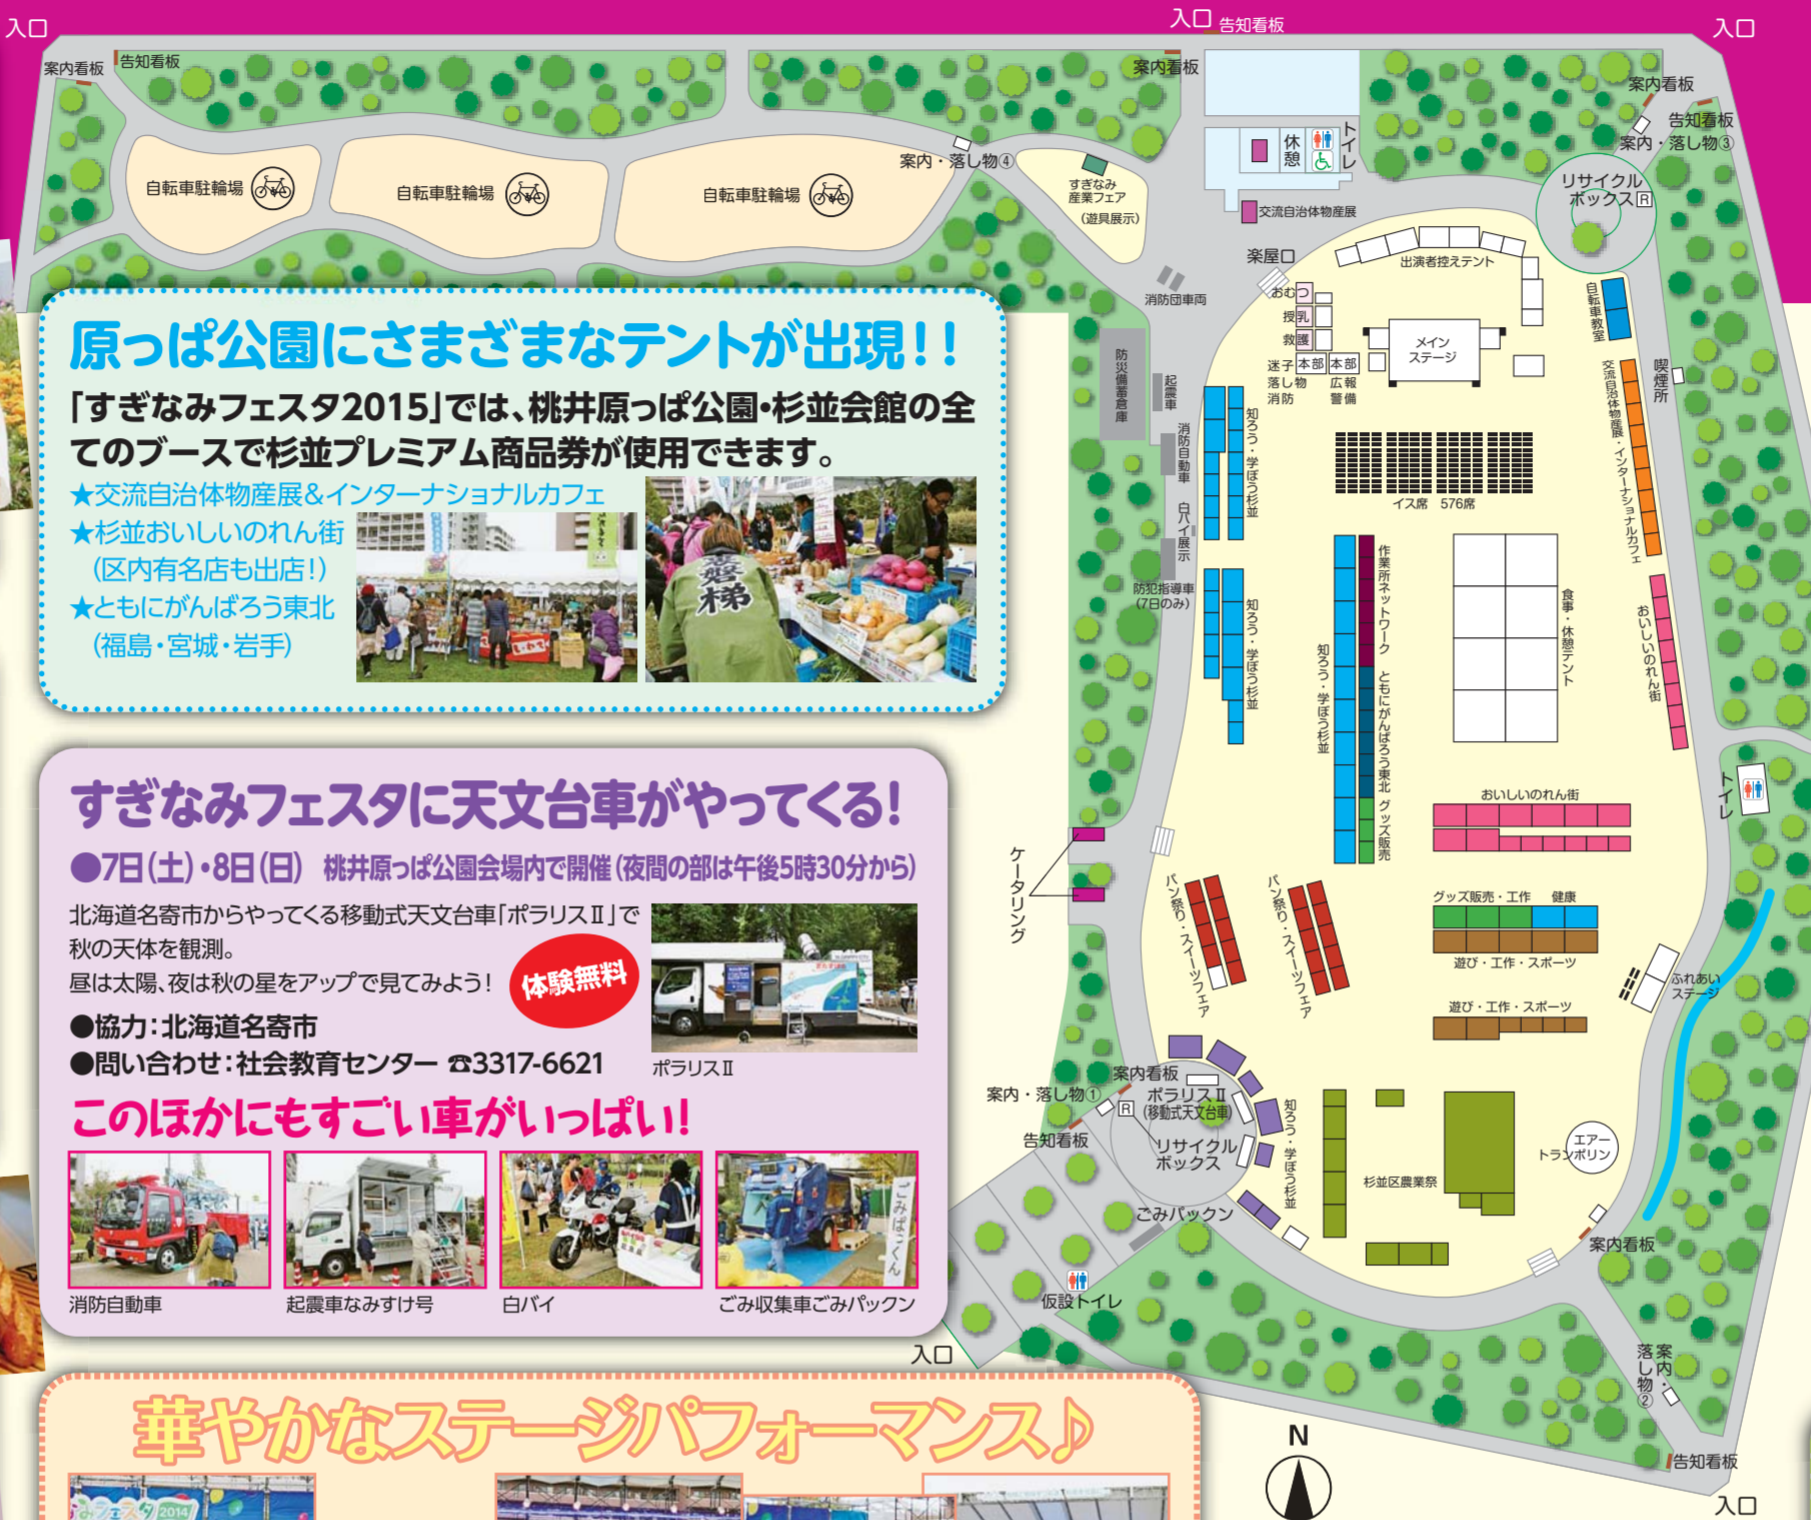 入口
入口
告知看板
入口
案内看板
告知看板
案内看板
案内看板
告知看板
案内・落し物③
自転車駐輪場
自転車駐輪場
自転車駐輪場
案内・落し物④
すぎなみ
産業フェア
(遊具展示)
休憩
トイレ
交流自治体物産展
リサイクル
ボックス R
楽屋口
出演者控えテント
消防団車両
おむつ
授乳
救護
迷子 本部 本部
落し物 広報
消防 警備
メイン
ステージ
自転車教室
喫煙所
交流自治体物産展・インターナショナルカフェ
防災備蓄倉庫
起震車
消防自動車
白バイ展示
防犯指導車
(7日のみ)
知ろう・学ぼう杉並
知ろう・学ぼう杉並
イス席 576席
作業所ネットワーク
ともにがんばろう東北
グッズ販売
知ろう・学ぼう杉並
食事・休憩テント
おいしいのれん街
トイレ
おいしいのれん街
ケータリング
パン祭り・スイーツフェア
パン祭り・スイーツフェア
グッズ販売・工作 健康
遊び・工作・スポーツ
遊び・工作・スポーツ
ふれあい
ステージ
案内看板
案内・落し物①
R
ポラリスⅡ
(移動式天文台車)
告知看板
リサイクル
ボックス
知ろう・学ぼう杉並
エアー
トランポリン
杉並区農業祭
ごみパックン
案内看板
仮設トイレ
入口
案内・
落し物②
告知看板
入口
N
原っぱ公園にさまざまなテントが出現!!
「すぎなみフェスタ2015」では、桃井原っぱ公園・杉並会館の全
てのブースで杉並プレミアム商品券が使用できます。
★交流自治体物産展&インターナショナルカフェ
★杉並おいしいのれん街
(区内有名店も出店!)
★ともにがんばろう東北
(福島・宮城・岩手)
磐梯
すぎなみフェスタに天文台車がやってくる!
●7日(土)・8日(日) 桃井原っぱ公園会場内で開催(夜間の部は午後5時30分から)
北海道名寄市からやってくる移動式天文台車「ポラリスⅡ」で
秋の天体を観測。
昼は太陽、夜は秋の星をアップで見てみよう!
体験無料
●協力:北海道名寄市
●問い合わせ:社会教育センター ☎3317-6621
ポラリスⅡ
このほかにもすごい車がいっぱい!
ごみぱっくん
消防自動車
起震車なみすけ号
白バイ
ごみ収集車ごみパックン
華やかなステージパフォーマンス♪
みフェスタ 2014